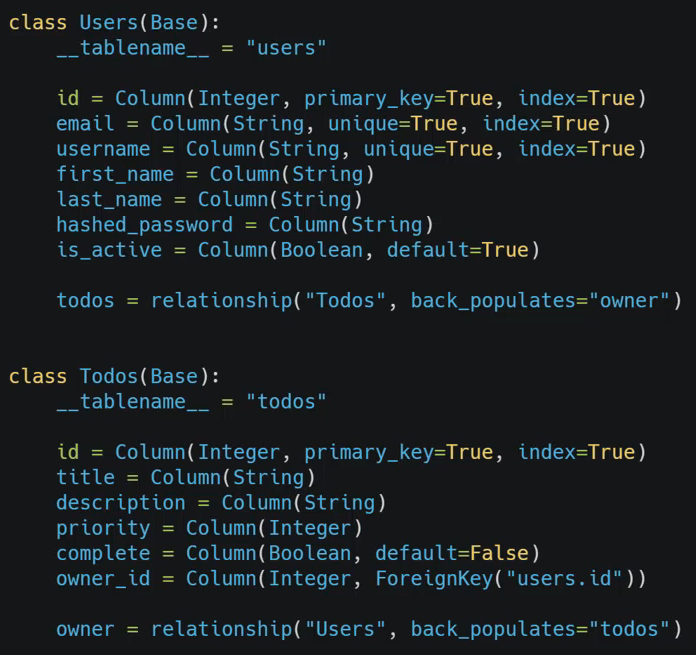 class Users(Base):
    __tablename__ = "users"

    id = Column(Integer, primary_key=True, index=True)
    email = Column(String, unique=True, index=True)
    username = Column(String, unique=True, index=True)
    first_name = Column(String)
    last_name = Column(String)
    hashed_password = Column(String)
    is_active = Column(Boolean, default=True)

    todos = relationship("Todos", back_populates="owner")


class Todos(Base):
    __tablename__ = "todos"

    id = Column(Integer, primary_key=True, index=True)
    title = Column(String)
    description = Column(String)
    priority = Column(Integer)
    complete = Column(Boolean, default=False)
    owner_id = Column(Integer, ForeignKey("users.id"))

    owner = relationship("Users", back_populates="todos")